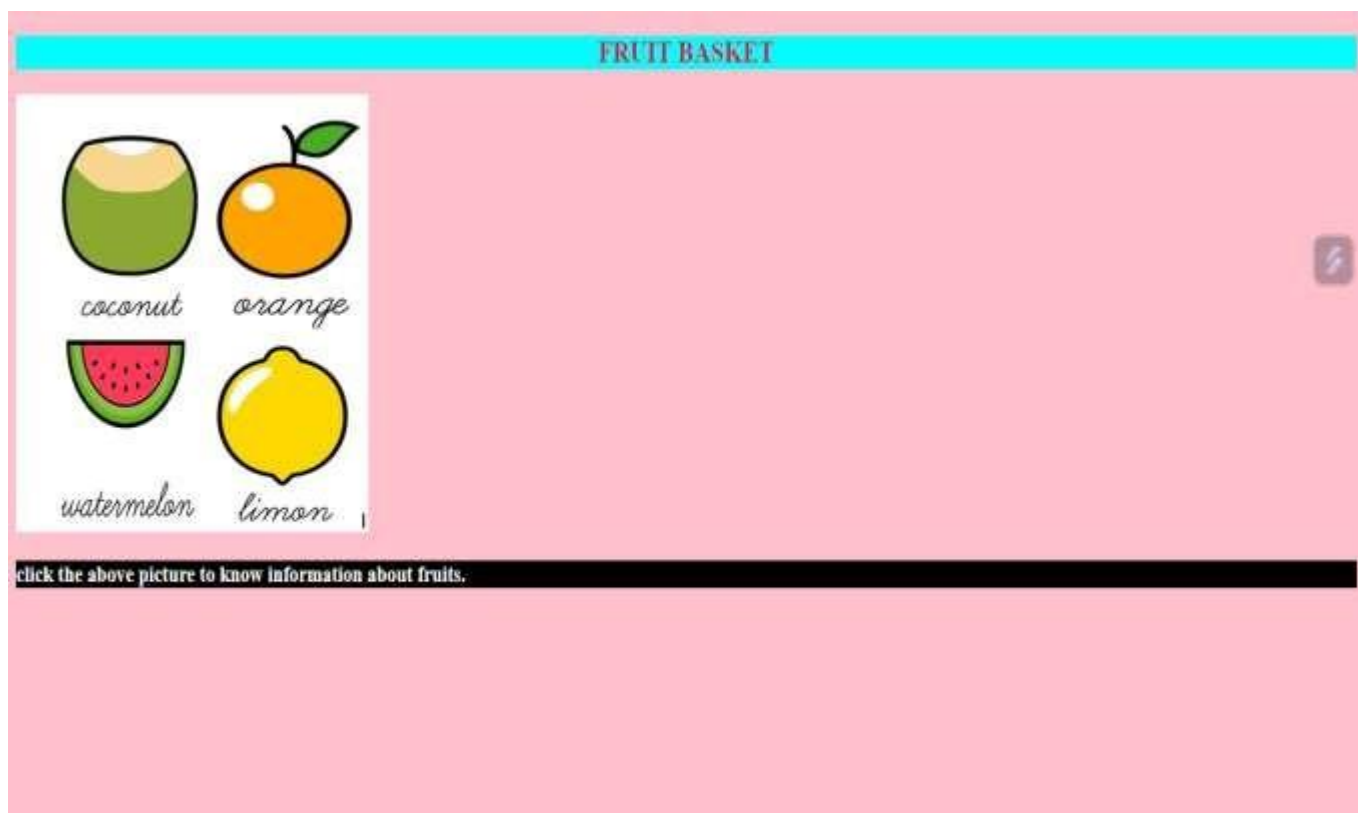 FRUIT BASKET
coconut orange
watermelon limon
click the above picture to know information about fruits.